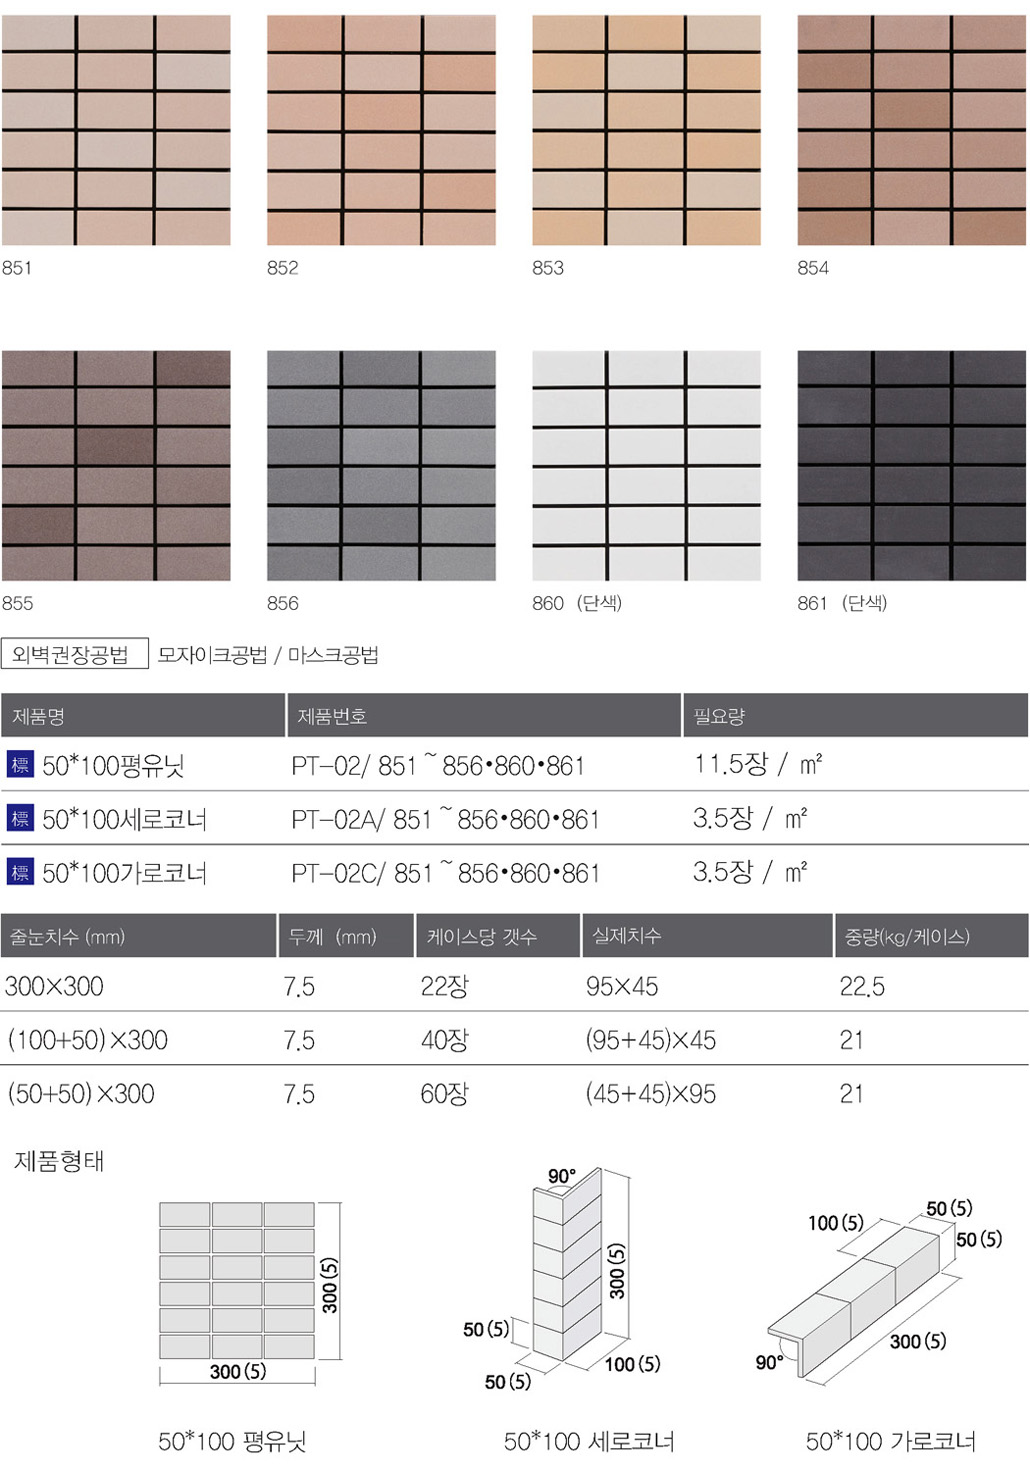 851 852 853 854
855 856 860 (단색) 861 (단색)
외벽권장공법 모자이크공법 / 마스크공법
제품명 제품번호 필요량
標 50*100평유닛 PT-02/ 851 ~ 856•860•861 11.5장 / ㎡
標 50*100세로코너 PT-02A/ 851 ~ 856•860•861 3.5장 / ㎡
標 50*100가로코너 PT-02C/ 851 ~ 856•860•861 3.5장 / ㎡
줄눈치수 (mm) 두께 (mm) 케이스당 갯수 실제치수 중량(kg/케이스)
300×300 7.5 22장 95×45 22.5
(100+50)×300 7.5 40장 (95+45)×45 21
(50+50)×300 7.5 60장 (45+45)×95 21
제품형태
300(5)
300(5)
90°
300(5)
50(5)
50(5)
100(5)
100(5)
50(5)
50(5)
300(5)
90°
50*100 평유닛 50*100 세로코너 50*100 가로코너